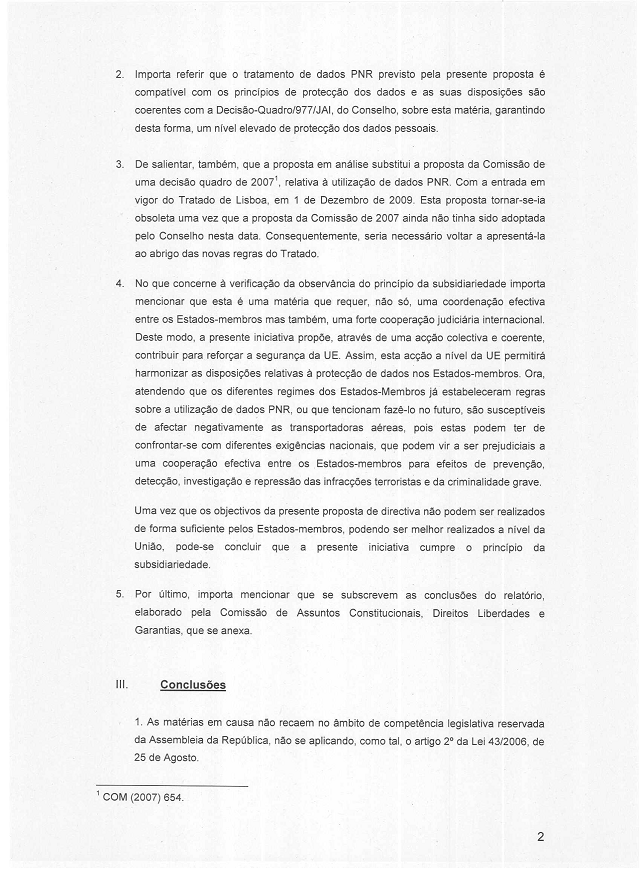 2. Importa referir que o tratamento de dados PNR previsto pela presente proposta é
compatível com os princípios de protecção dos dados e as suas disposições são
coerentes com a Decisão-Quadro/977/JAI, do Conselho, sobre esta matéria, garantindo
desta forma, um nível elevado de protecção dos dados pessoais.
3. De salientar, também, que a proposta em análise substitui a proposta da Comissão de
uma decisão quadro de 2007¹, relativa à utilização de dados PNR. Com a entrada em
vigor do Tratado de Lisboa, em 1 de Dezembro de 2009. Esta proposta tornar-se-ia
obsoleta uma vez que a proposta da Comissão de 2007 ainda não tinha sido adoptada
pelo Conselho nesta data. Consequentemente, seria necessário voltar a apresentá-la
ao abrigo das novas regras do Tratado.
4. No que concerne à verificação da observância do princípio da subsidiariedade importa
mencionar que esta é uma matéria que requer, não só, uma coordenação efectiva
entre os Estados-membros mas também, uma forte cooperação judiciária internacional.
Deste modo, a presente iniciativa propõe, através de uma acção colectiva e coerente,
contribuir para reforçar a segurança da UE. Assim, esta acção a nível da UE permitirá
harmonizar as disposições relativas à protecção de dados nos Estados-membros. Ora,
atendendo que os diferentes regimes dos Estados-Membros já estabeleceram regras
sobre a utilização de dados PNR, ou que tencionam fazê-lo no futuro, são susceptíveis
de afectar negativamente as transportadoras aéreas, pois estas podem ter de
confrontar-se com diferentes exigências nacionais, que podem vir a ser prejudiciais a
uma cooperação efectiva entre os Estados-membros para efeitos de prevenção,
detecção, investigação e repressão das infracções terroristas e da criminalidade grave.
Uma vez que os objectivos da presente proposta de directiva não podem ser realizados
de forma suficiente pelos Estados-membros, podendo ser melhor realizados a nível da
União, pode-se concluir que a presente iniciativa cumpre o princípio da
subsidiariedade.
5. Por último, importa mencionar que se subscrevem as conclusões do relatório,
elaborado pela Comissão de Assuntos Constitucionais, Direitos Liberdades e
Garantias, que se anexa.
III. Conclusões
1. As matérias em causa não recaem no âmbito de competência legislativa reservada
da Assembleia da República, não se aplicando, como tal, o artigo 2º da Lei 43/2006, de
25 de Agosto.
¹ COM (2007) 654.
2